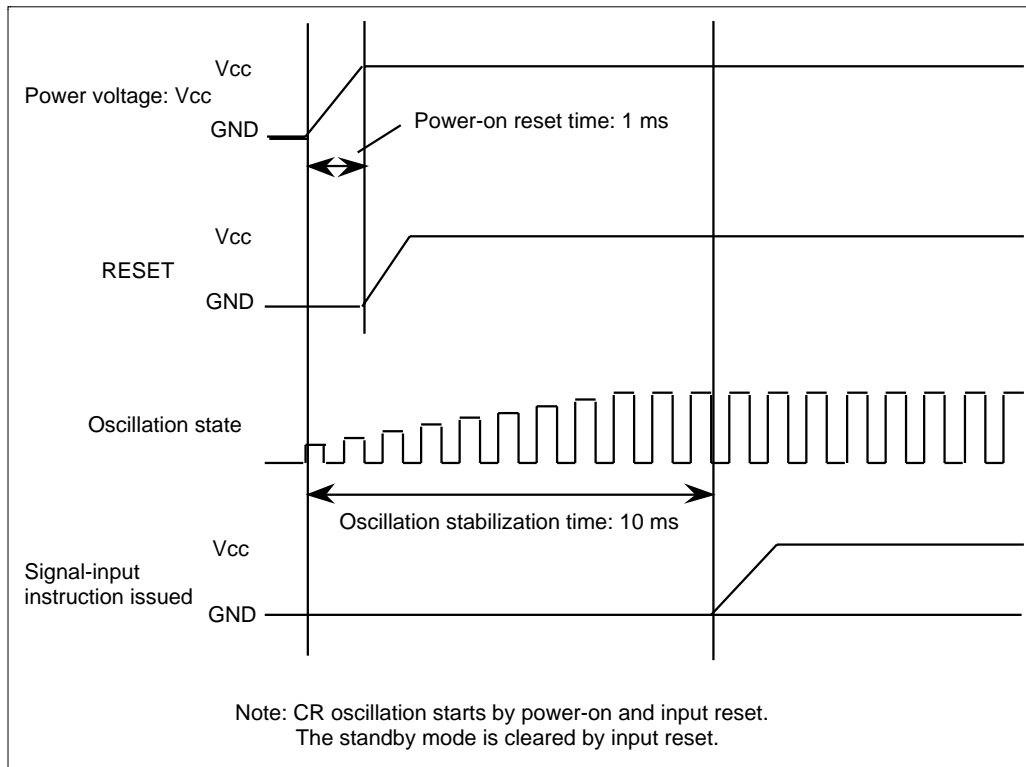 Vcc
Power voltage: Vcc
GND
Power-on reset time: 1 ms
Vcc
RESET
GND
Oscillation state
Oscillation stabilization time: 10 ms
Vcc
Signal-input
instruction issued
GND
Note: CR oscillation starts by power-on and input reset.
The standby mode is cleared by input reset.